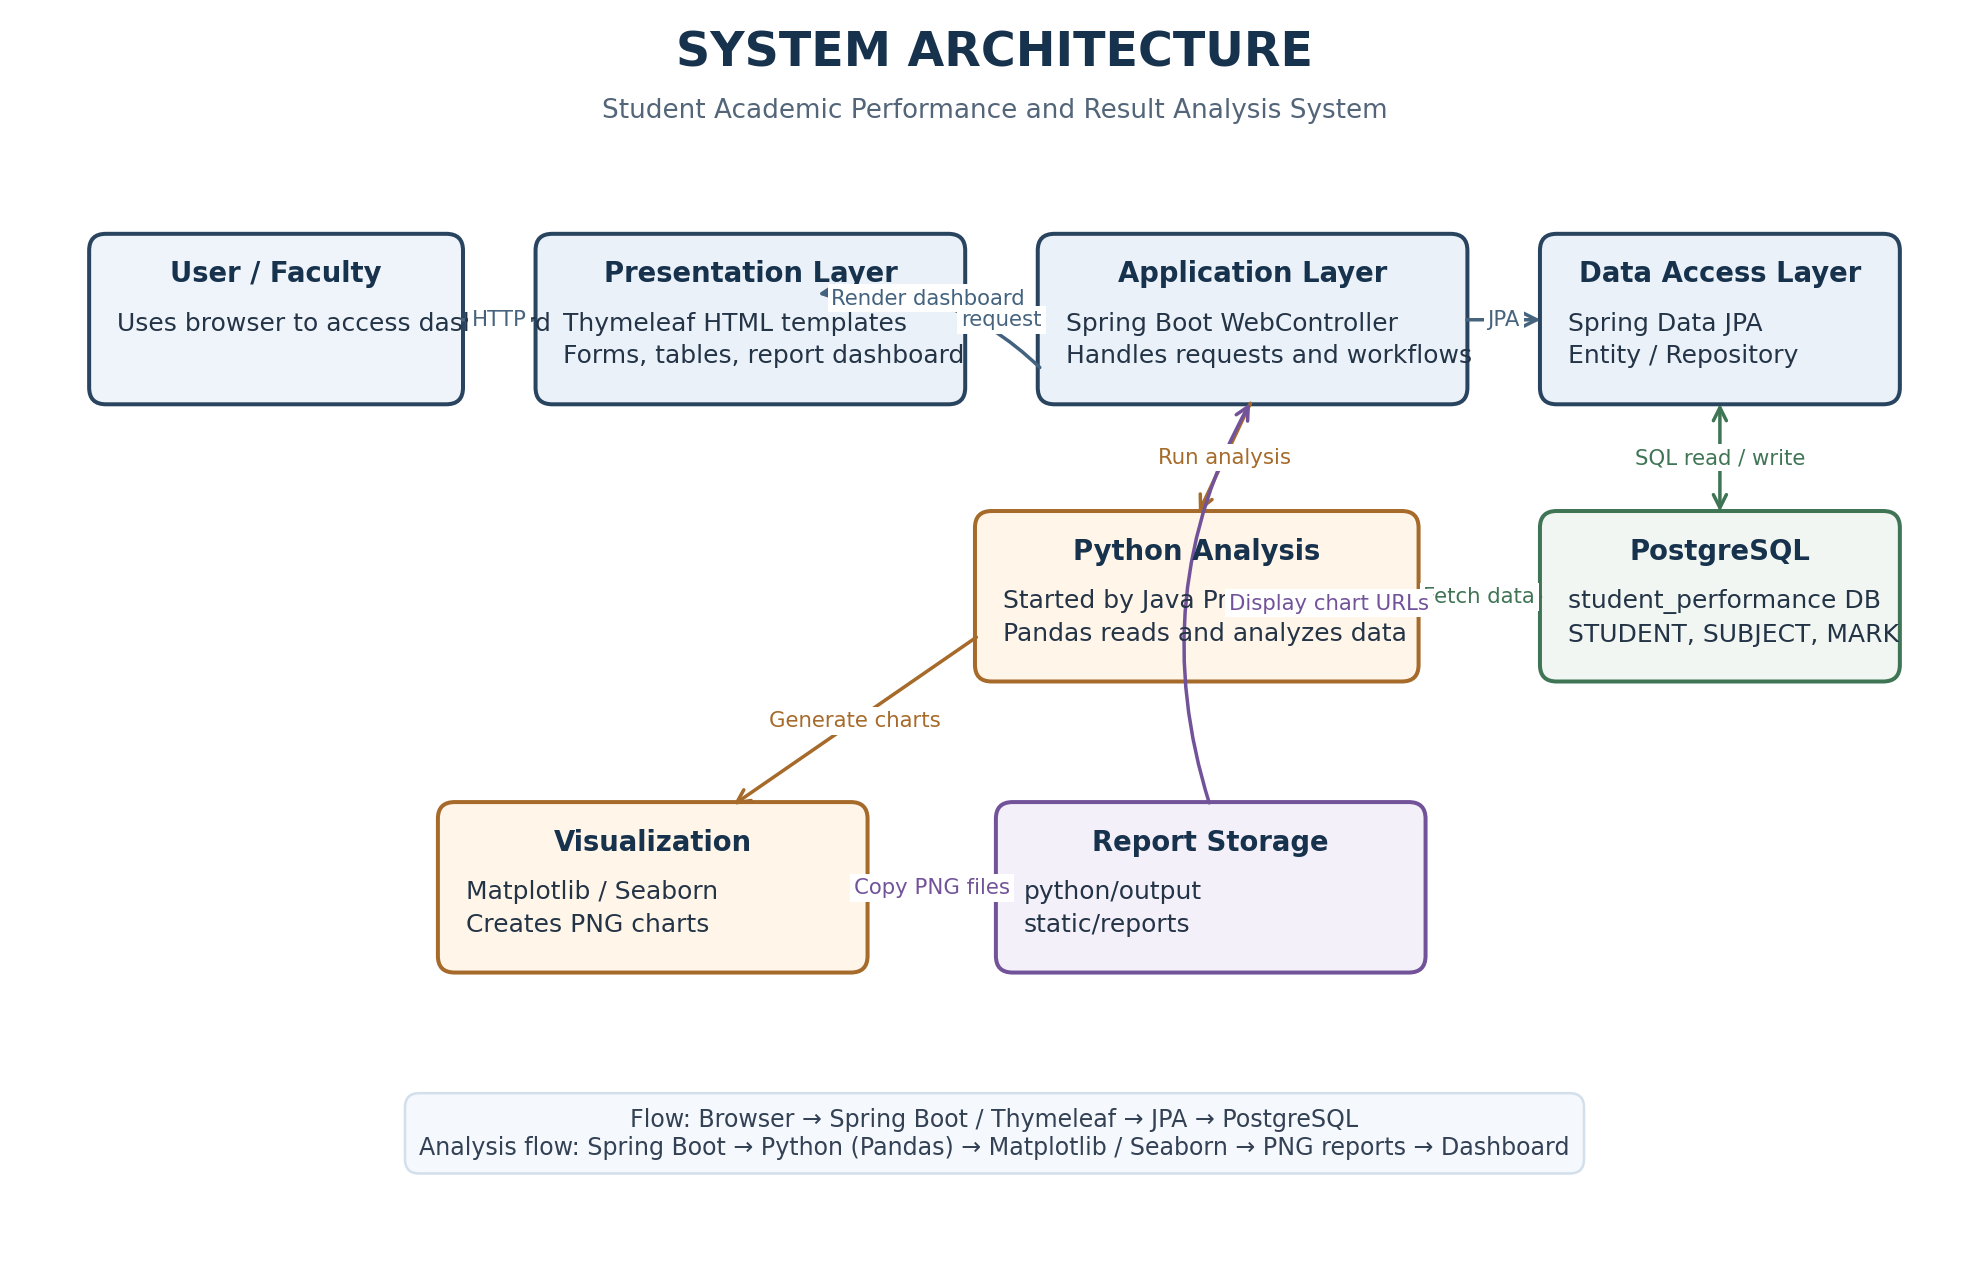 SYSTEM ARCHITECTURE
Student Academic Performance and Result Analysis System
User / Faculty
Uses browser to access
HTTP
Presentation Layer
Thymeleaf HTML templates
Forms, tables, report dashboard
Render dashboard
request
Application Layer
Spring Boot WebController
Handles requests and workflows
JPA
Data Access Layer
Spring Data JPA
Entity / Repository
Run analysis
SQL read / write
Python Analysis
Started by Java
Pandas reads and analyzes data
Display chart URLs
Fetch data
PostgreSQL
student_performance DB
STUDENT, SUBJECT, MARK
Generate charts
Visualization
Matplotlib / Seaborn
Creates PNG charts
Copy PNG files
Report Storage
python/output
static/reports
Flow: Browser → Spring Boot / Thymeleaf → JPA → PostgreSQL
Analysis flow: Spring Boot → Python (Pandas) → Matplotlib / Seaborn → PNG reports → Dashboard